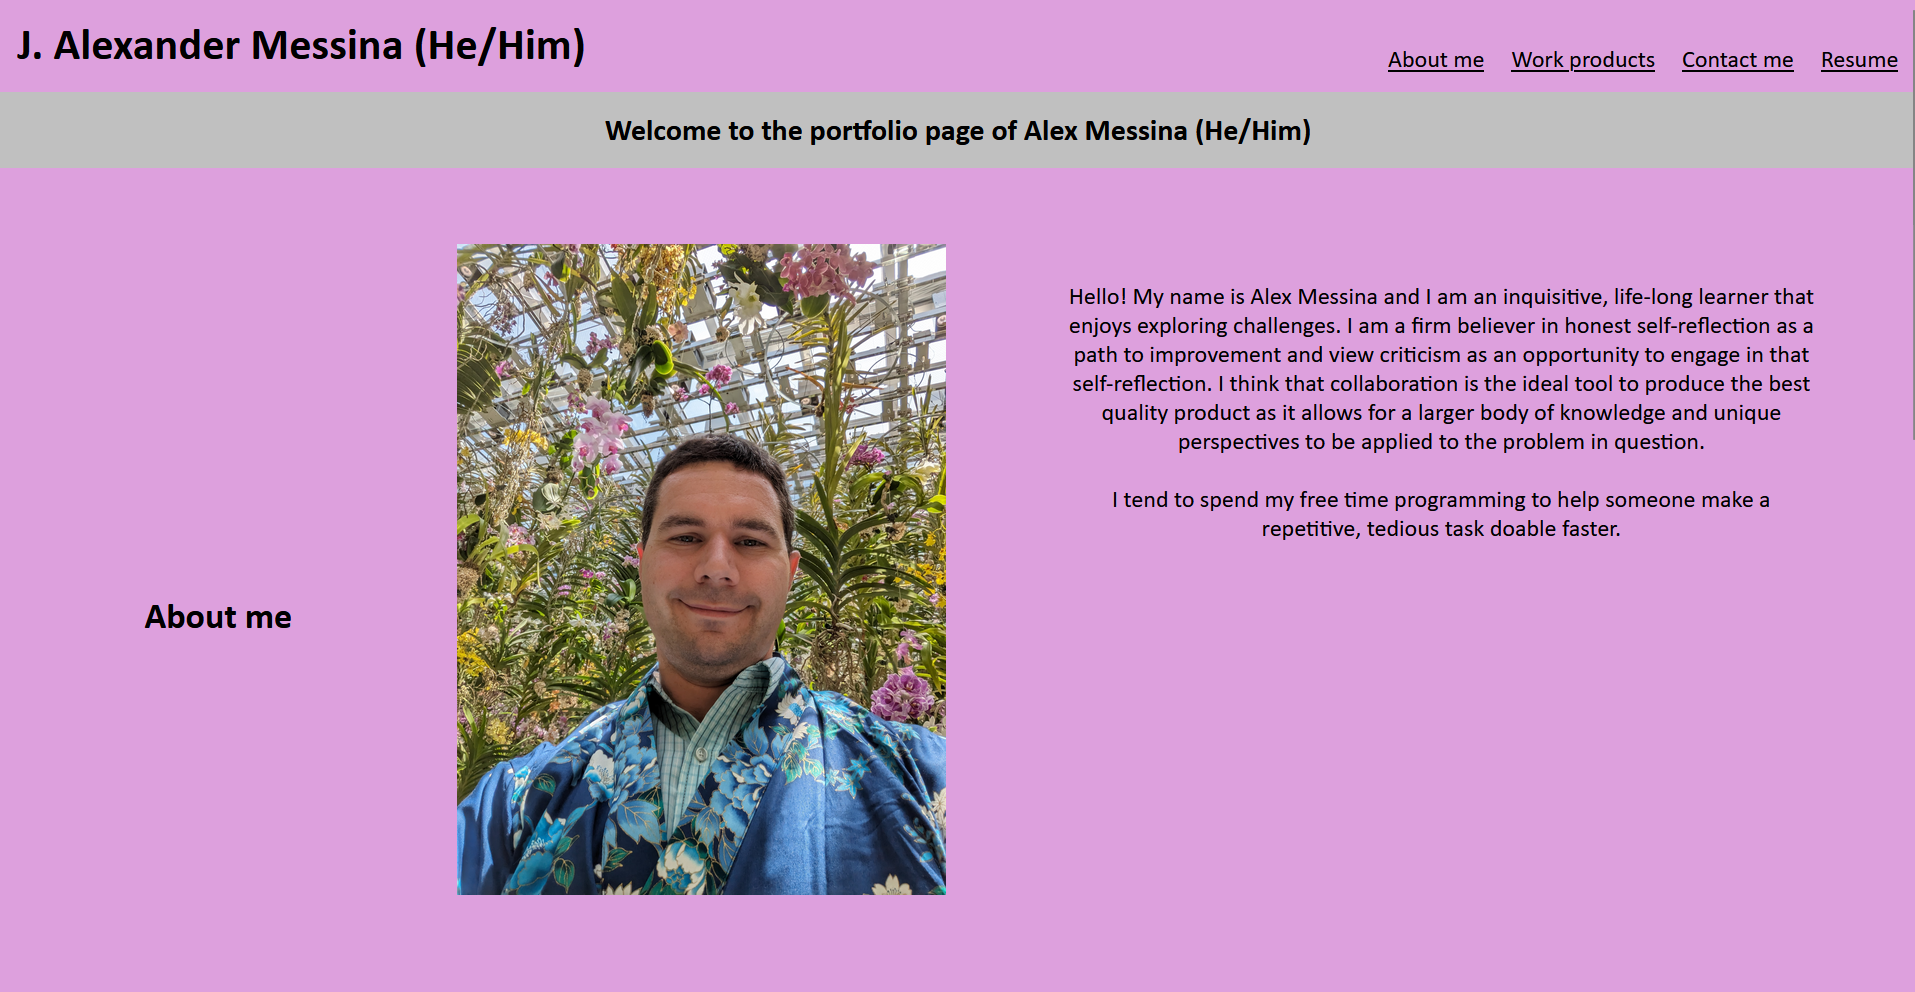 J. Alexander Messina (He/Him)
About me Work products Contact me Resume
Welcome to the portfolio page of Alex Messina (He/Him)
About me
Hello! My name is Alex Messina and I am an inquisitive, life-long learner that
enjoys exploring challenges. I am a firm believer in honest self-reflection as a
path to improvement and view criticism as an opportunity to engage in that
self-reflection. I think that collaboration is the ideal tool to produce the best
quality product as it allows for a larger body of knowledge and unique
perspectives to be applied to the problem in question.
I tend to spend my free time programming to help someone make a
repetitive, tedious task doable faster.